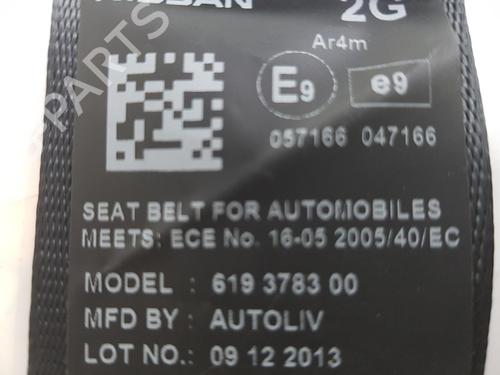 NISSAN 2G
Ar4m
E9 e9
057166 047166
SEAT BELT FOR AUTOMOBILES
MEETS: ECE No. 16-05 2005/40/EC
MODEL : 619 3783 00
MFD BY : AUTOLIV
LOT NO.: 09 12 2013